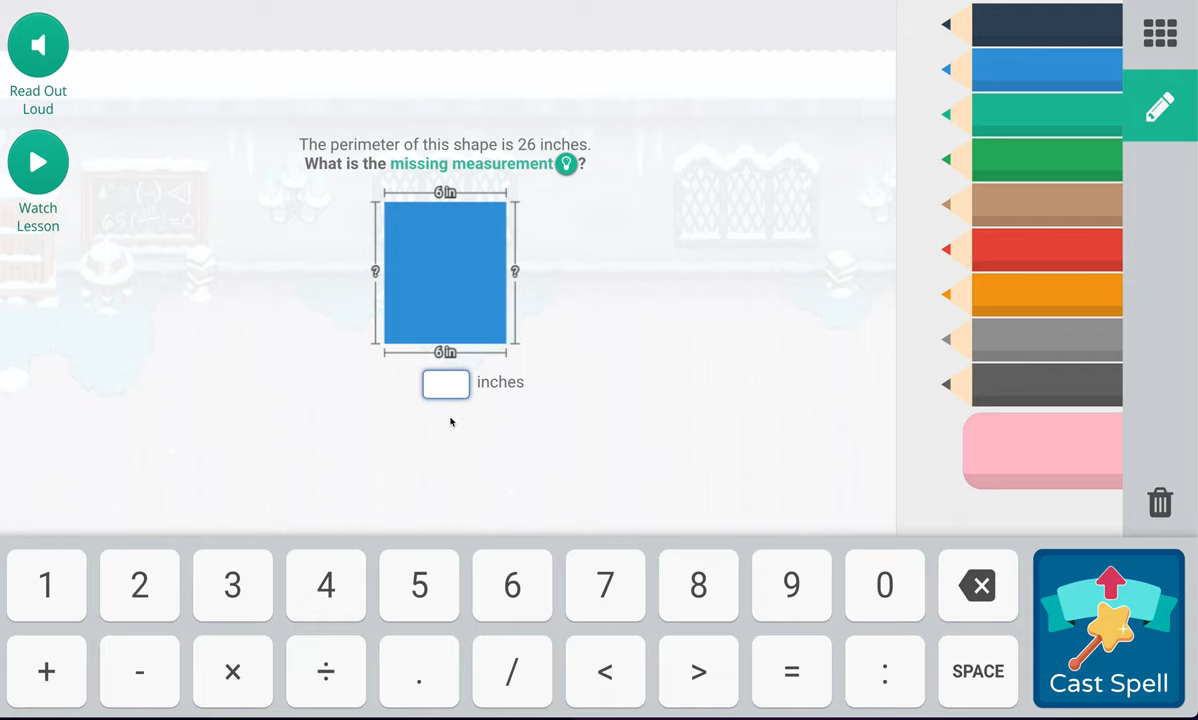 Read Out
Loud
Watch
Lesson
The perimeter of this shape is 26 inches.
What is the missing measurement?
6 in
?
?
6 in
inches
1 2 3 4 5 6 7 8 9 0
+ - × ÷ . / < > = : SPACE
Cast Spell